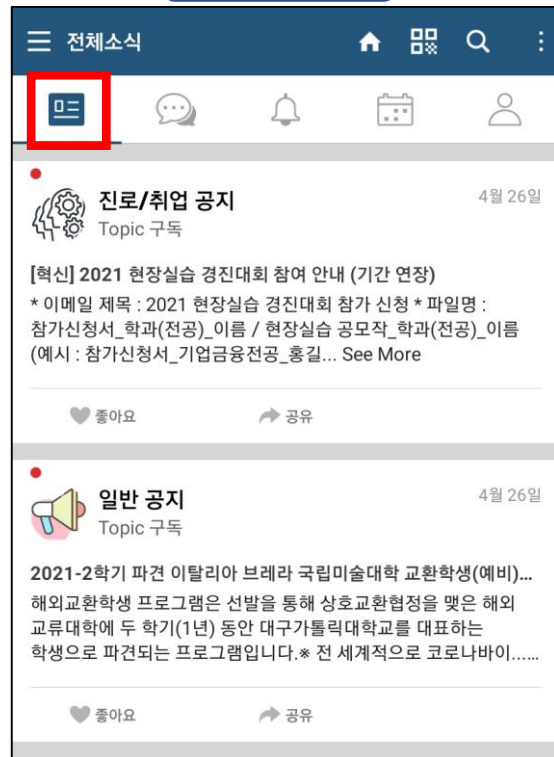 전체소식
진로/취업 공지
4월 26일
Topic 구독
[혁신] 2021 현장실습 경진대회 참여 안내 (기간 연장)
* 이메일 제목 : 2021 현장실습 경진대회 참가 신청 * 파일명 :
참가신청서_학과(전공)_이름 / 현장실습 공모작_학과(전공)_이름
(예시 : 참가신청서_기업금융전공_홍길... See More
좋아요
공유
일반 공지
4월 26일
Topic 구독
2021-2학기 파견 이탈리아 브레라 국립미술대학 교환학생(예비)...
해외교환학생 프로그램은 선발을 통해 상호교환협정을 맺은 해외
교류대학에 두 학기(1년) 동안 대구가톨릭대학교를 대표하는
학생으로 파견되는 프로그램입니다.※ 전 세계적으로 코로나바이......
좋아요
공유